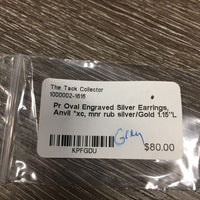 The Tack Collector
1000002-1616
Pr Oval Engraved Silver Earrings,
Anvil *xc, mnr rub silver/Gold 1.15"L
Gray
KPFGDU
$80.00